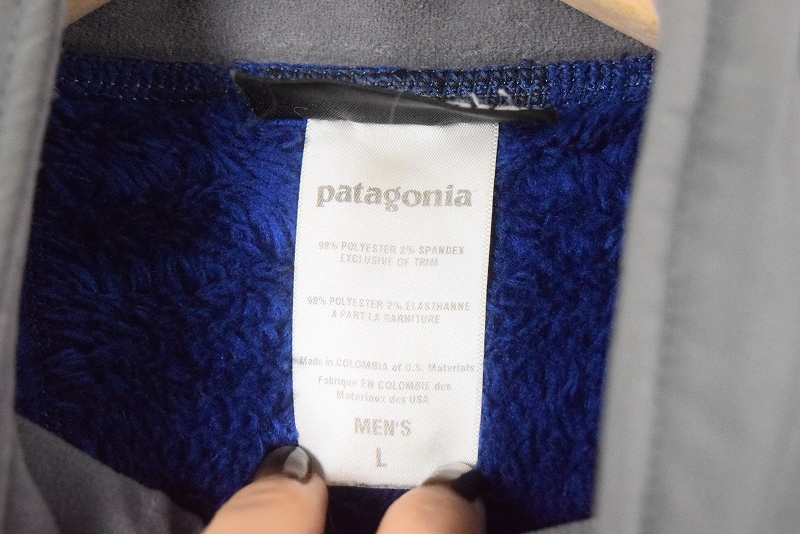 patagonia
98% POLYESTER 2% SPANDEX
EXCLUSIVE OF TRIM
98% POLYESTER 2% ELASTHANNE
A PART LA GARNITURE
Made in COLOMBIA of U.S. Materials
Fabrique EN COLOMBIE des
Materiaux des USA
MEN'S
L